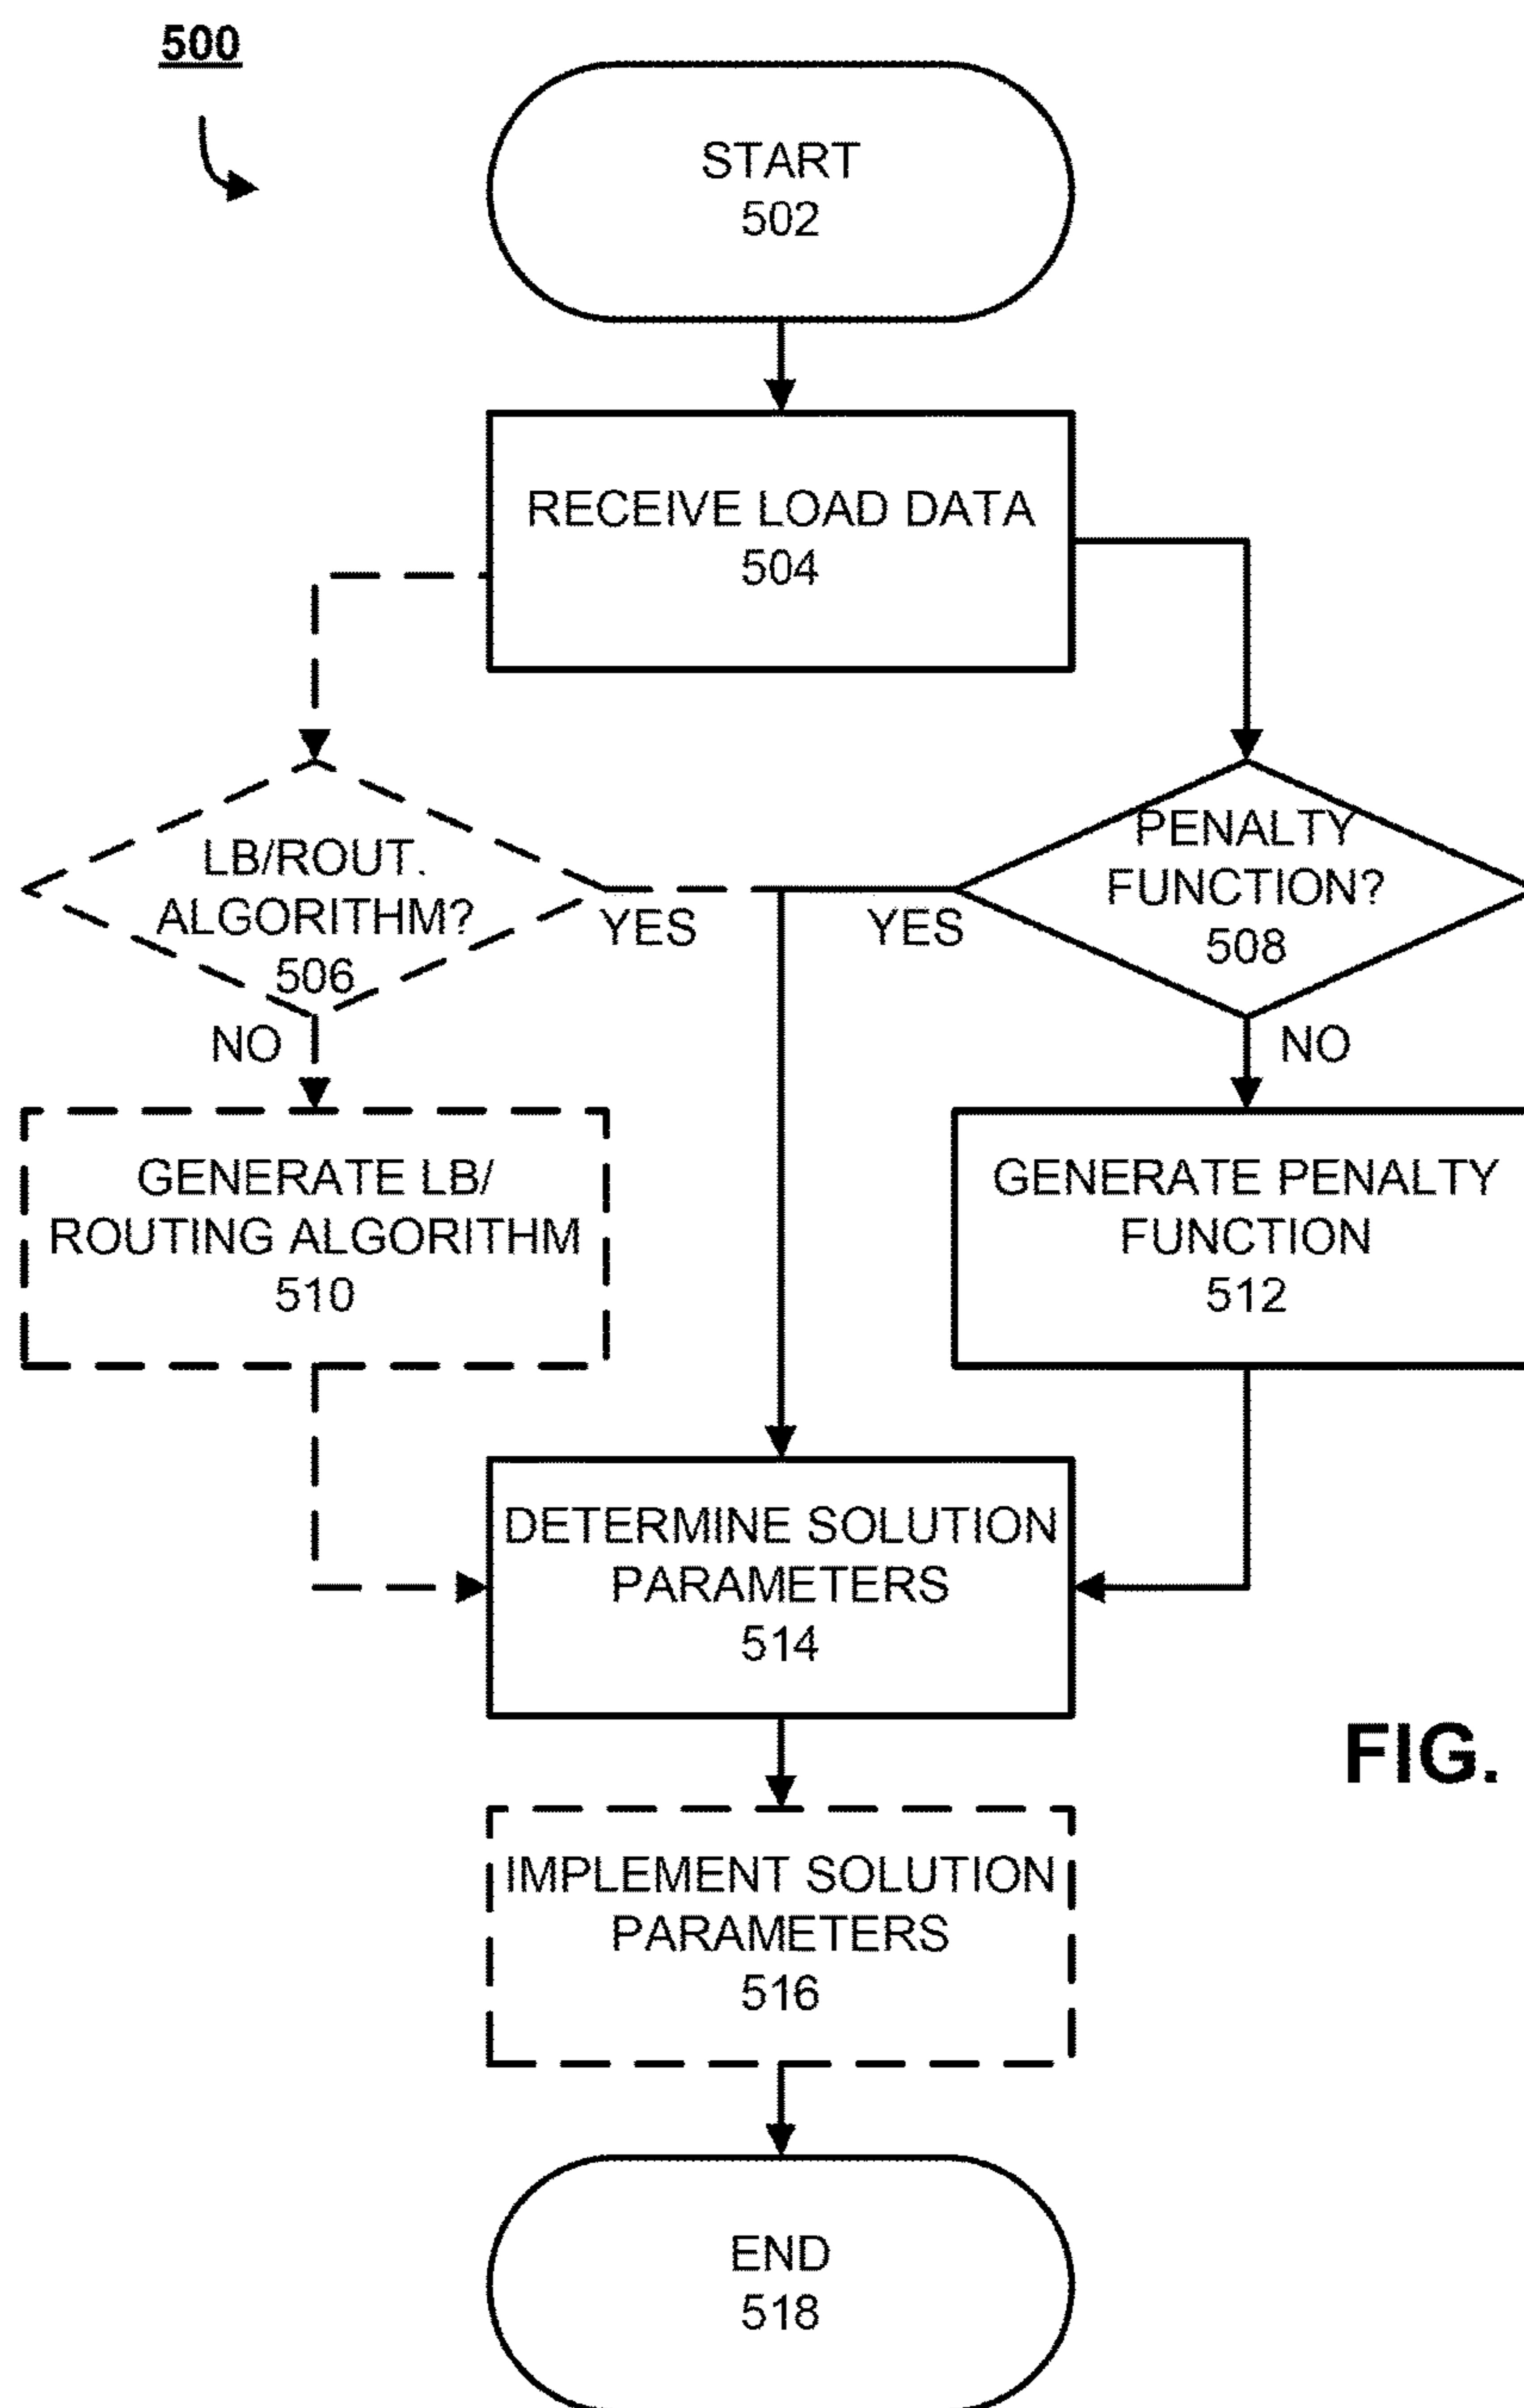 500
START
502
RECEIVE LOAD DATA
504
LB/ROUT.
ALGORITHM?
506
YES
NO
PENALTY
FUNCTION?
508
YES
NO
GENERATE LB/
ROUTING ALGORITHM
510
GENERATE PENALTY
FUNCTION
512
DETERMINE SOLUTION
PARAMETERS
514
FIG.
IMPLEMENT SOLUTION
PARAMETERS
516
END
518